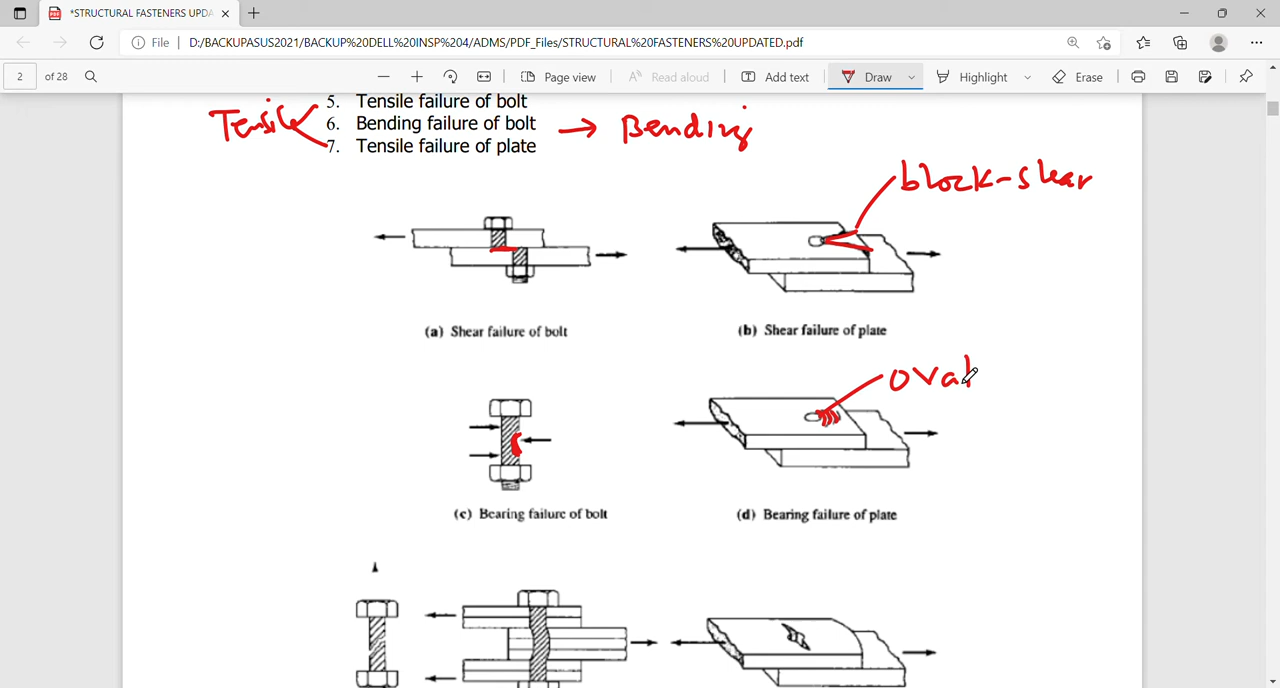 *STRUCTURAL FASTENERS UPDA
File D:/BACKUPASUS2021/BACKUP%20DELL%20INSP%204/ADMS/PDF_Files/STRUCTURAL%20FASTENERS%20UPDATED.pdf
2 of 28 Page view Read aloud Add text Draw Highlight Erase
5. Tensile failure of bolt
Tensile 6. Bending failure of bolt → Bending
7. Tensile failure of plate
block-shear
(a) Shear failure of bolt (b) Shear failure of plate
oval
(c) Bearing failure of bolt (d) Bearing failure of plate